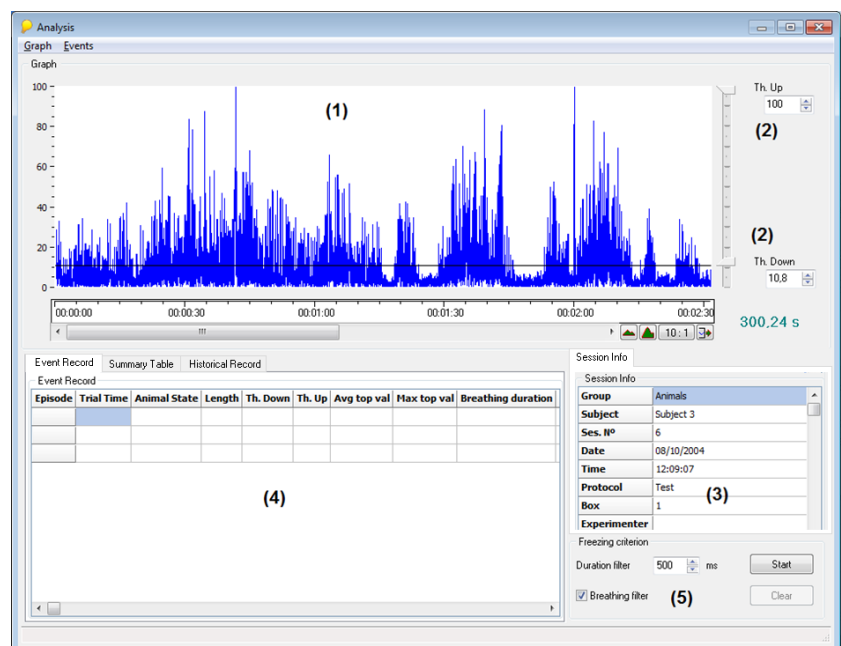 Analysis
Graph Events
Graph
100
80
60
40
20
0
(1)
Th. Up
100
(2)
(2)
Th. Down
10,8
00:00:00 00:00:30 00:01:00 00:01:30 00:02:00 00:02:30
10 : 1
300,24 s
Event Record Summary Table Historical Record
Event Record
Episode Trial Time Animal State Length Th. Down Th. Up Avg top val Max top val Breathing duration
(4)
Session Info
Session Info
Group Animals
Subject Subject 3
Ses. Nº 6
Date 08/10/2004
Time 12:09:07
Protocol Test
Box 1
Experimenter
(3)
Freezing criterion
Duration filter 500 ms Start
Breathing filter (5) Clear